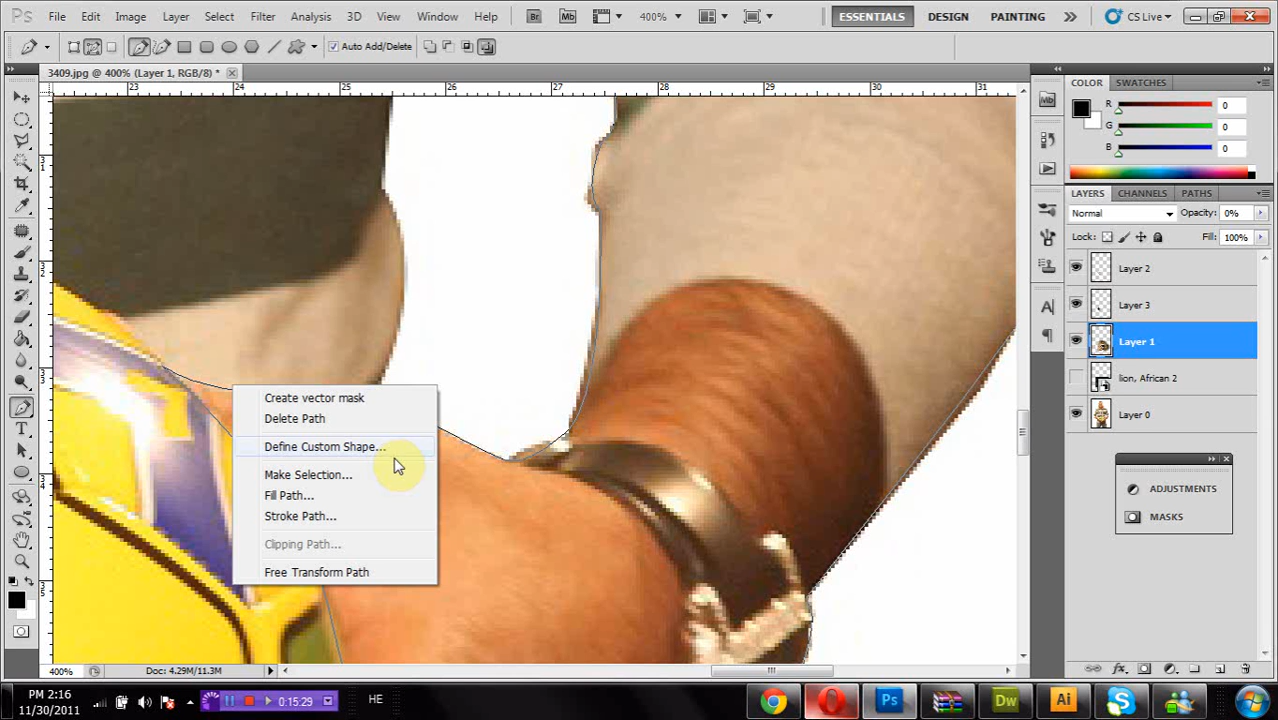 Ps File Edit Image Layer Select Filter Analysis 3D View Window Help Br Mb 400% ESSENTIALS DESIGN PAINTING CS Live
Auto Add/Delete
3409.jpg @ 400% (Layer 1, RGB/8) *
23 24 25 26 27 28 29 30 31
COLOR SWATCHES
R 0
G 0
B 0
LAYERS CHANNELS PATHS
Normal Opacity: 0%
Lock: Fill: 100%
Layer 2
Layer 3
Layer 1
lion, African 2
Layer 0
Create vector mask
Delete Path
Define Custom Shape...
Make Selection...
Fill Path...
Stroke Path...
Clipping Path...
Free Transform Path
ADJUSTMENTS
MASKS
400% Doc: 4.29M/11.3M
PM 2:16
11/30/2011
0:15:29
HE
Ps
Dw
Ai